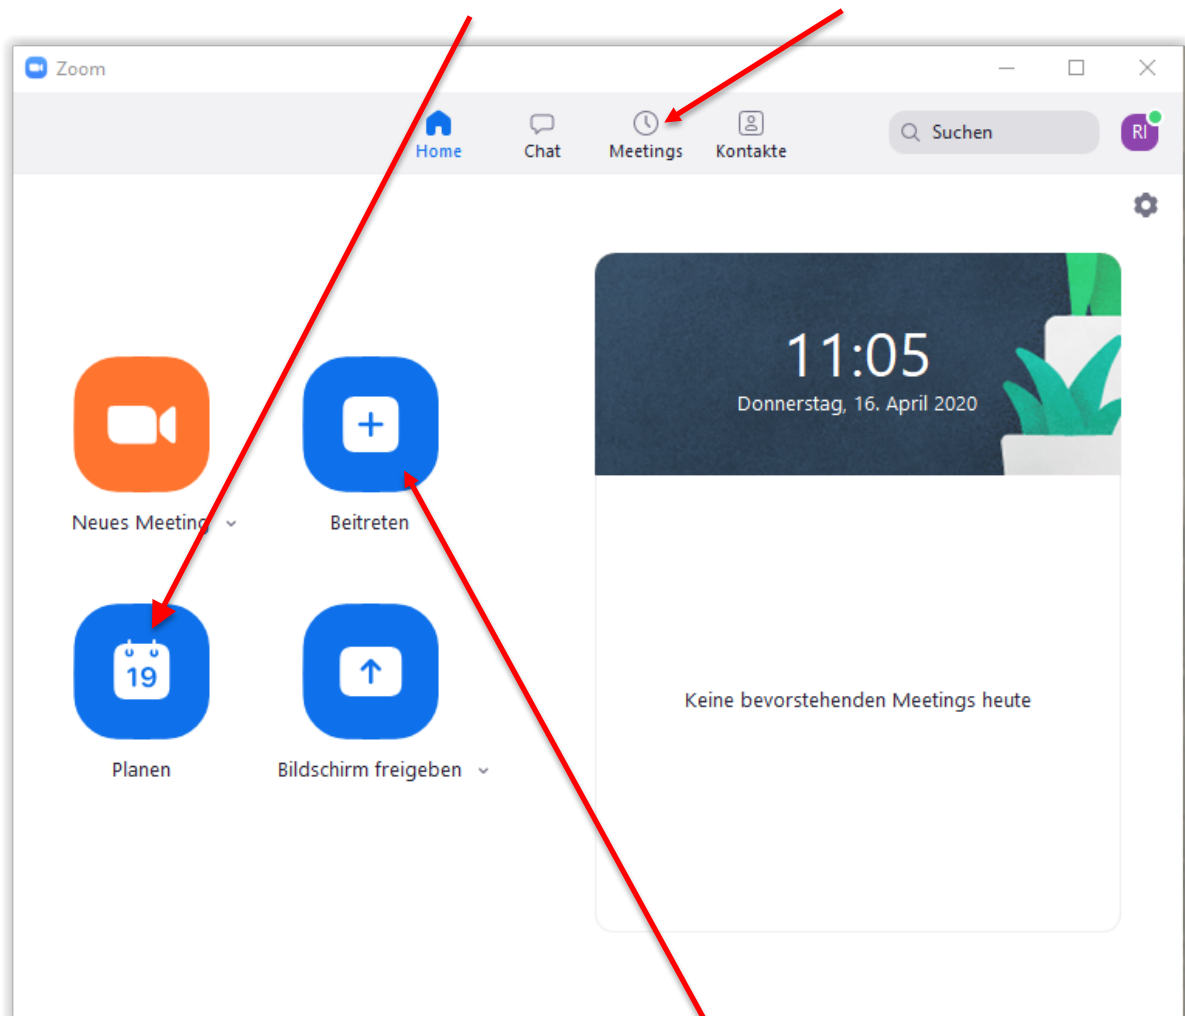 Zoom
Home
Chat
Meetings
Kontakte
Suchen
RI
11:05
Donnerstag, 16. April 2020
Neues Meeting
Beitreten
19
Planen
Bildschirm freigeben
Keine bevorstehenden Meetings heute